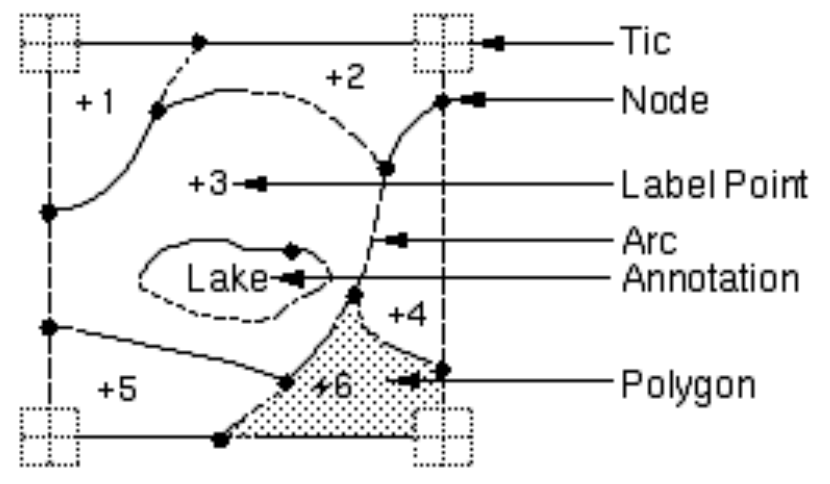 Tic
+2
+1
Node
+3
Label Point
Arc
Lake
Annotation
+4
+5
+6
Polygon